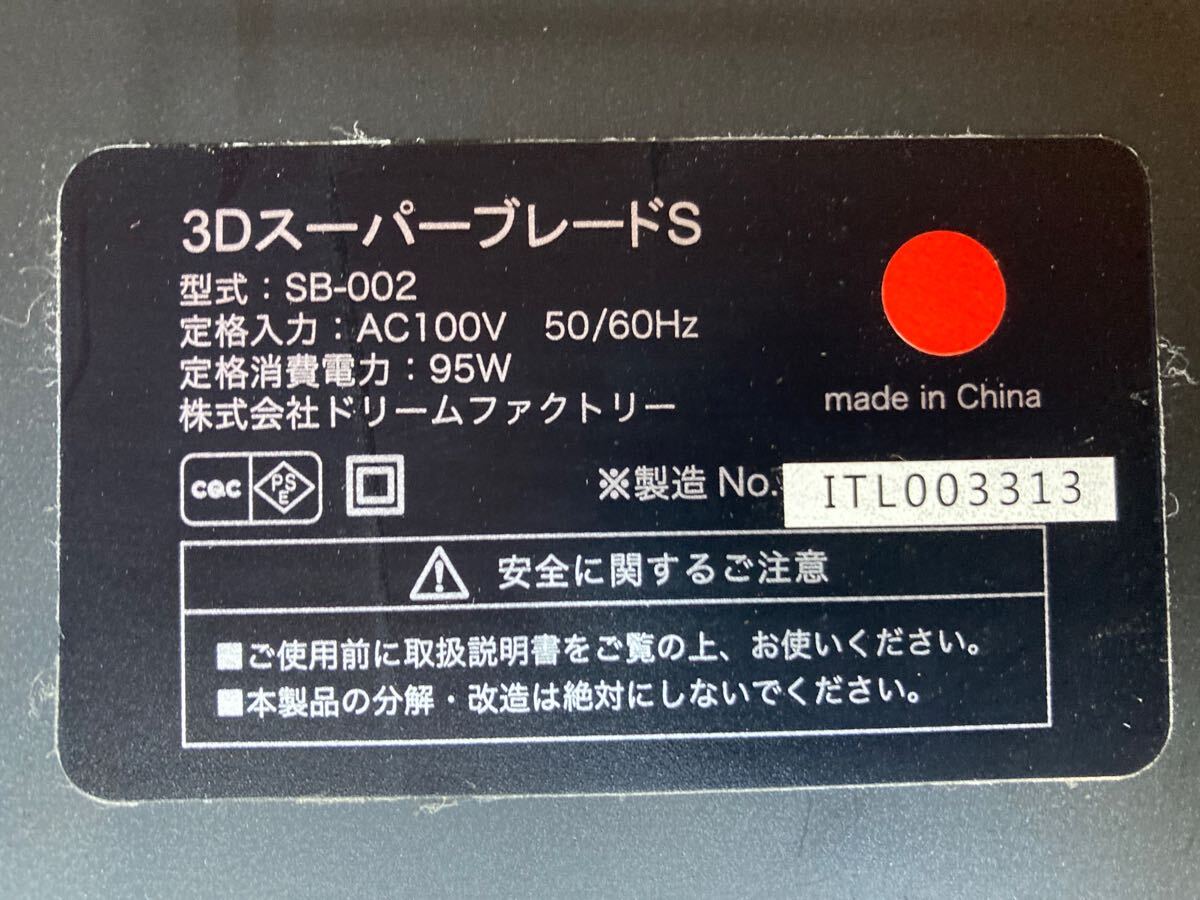 3DスーパーブレードS
型式：SB-002
定格入力：AC100V 50/60Hz
定格消費電力：95W
株式会社ドリームファクトリー
made in China
CQC PSE
※製造 No. ITL003313
安全に関するご注意
■ご使用前に取扱説明書をご覧の上、お使いください。
■本製品の分解・改造は絶対にしないでください。